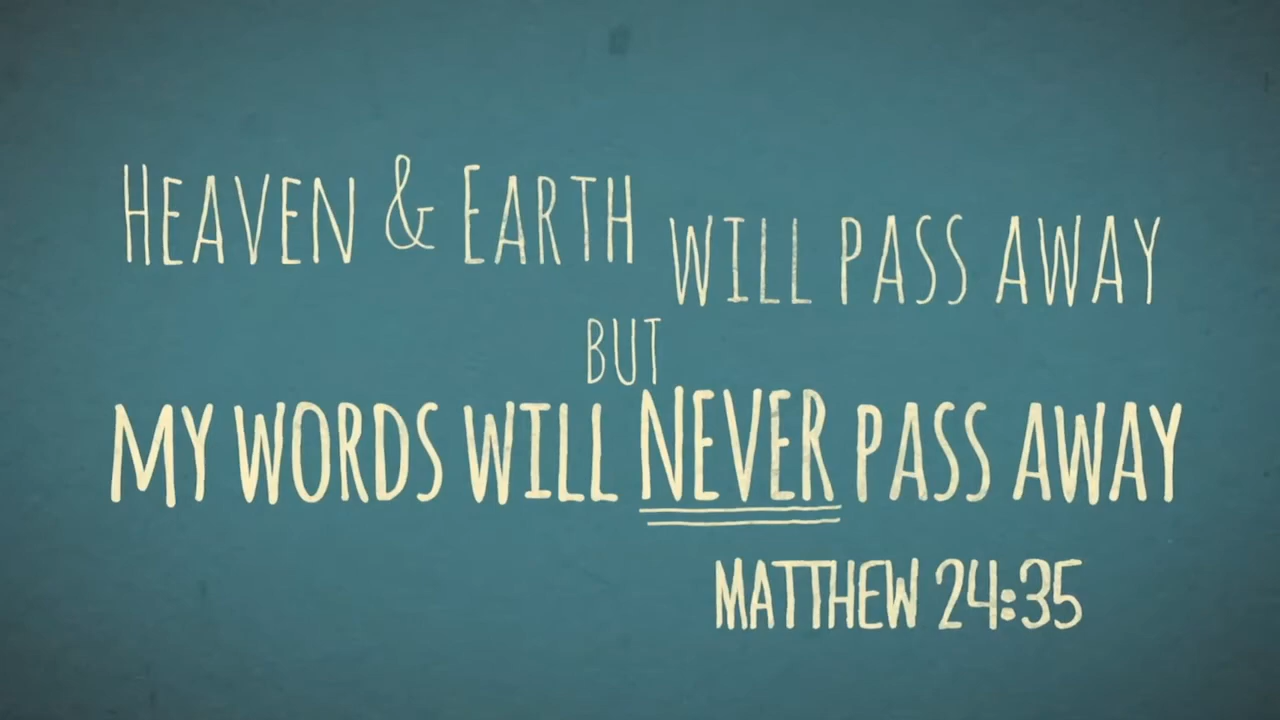 HEAVEN & EARTH WILL PASS AWAY
BUT
MY WORDS WILL NEVER PASS AWAY
MATTHEW 24:35